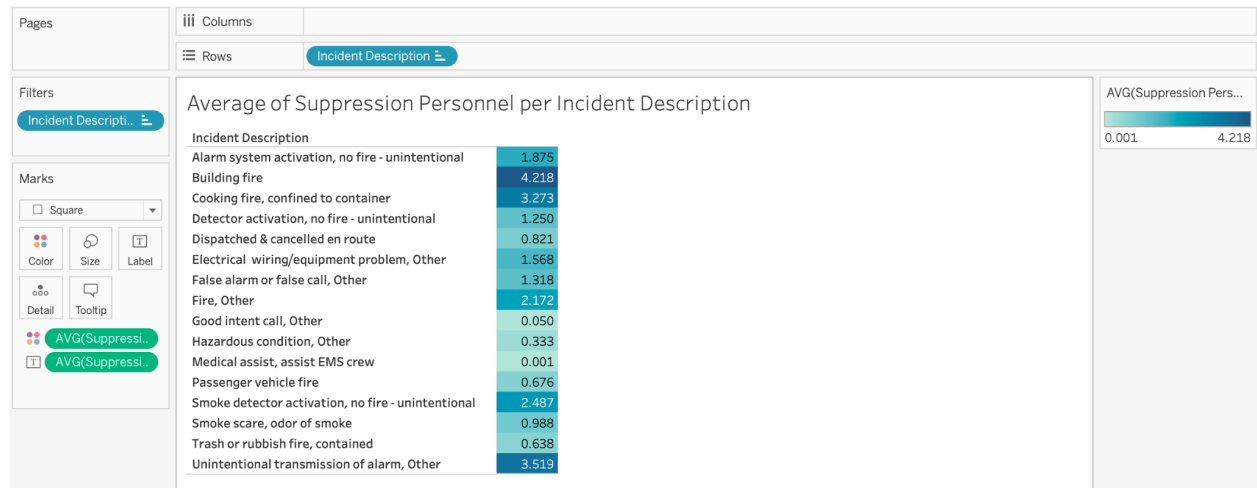 Pages
Columns
Rows
Incident Description
Filters
Incident Descripti..
Marks
Square
Color
Size
T
Label
Detail
Tooltip
AVG(Suppressi..
T
AVG(Suppressi..
Average of Suppression Personnel per Incident Description
Incident Description
Alarm system activation, no fire - unintentional 1.875
Building fire 4.218
Cooking fire, confined to container 3.273
Detector activation, no fire - unintentional 1.250
Dispatched & cancelled en route 0.821
Electrical  wiring/equipment problem, Other 1.568
False alarm or false call, Other 1.318
Fire, Other 2.172
Good intent call, Other 0.050
Hazardous condition, Other 0.333
Medical assist, assist EMS crew 0.001
Passenger vehicle fire 0.676
Smoke detector activation, no fire - unintentional 2.487
Smoke scare, odor of smoke 0.988
Trash or rubbish fire, contained 0.638
Unintentional transmission of alarm, Other 3.519
AVG(Suppression Pers...
0.001 4.218